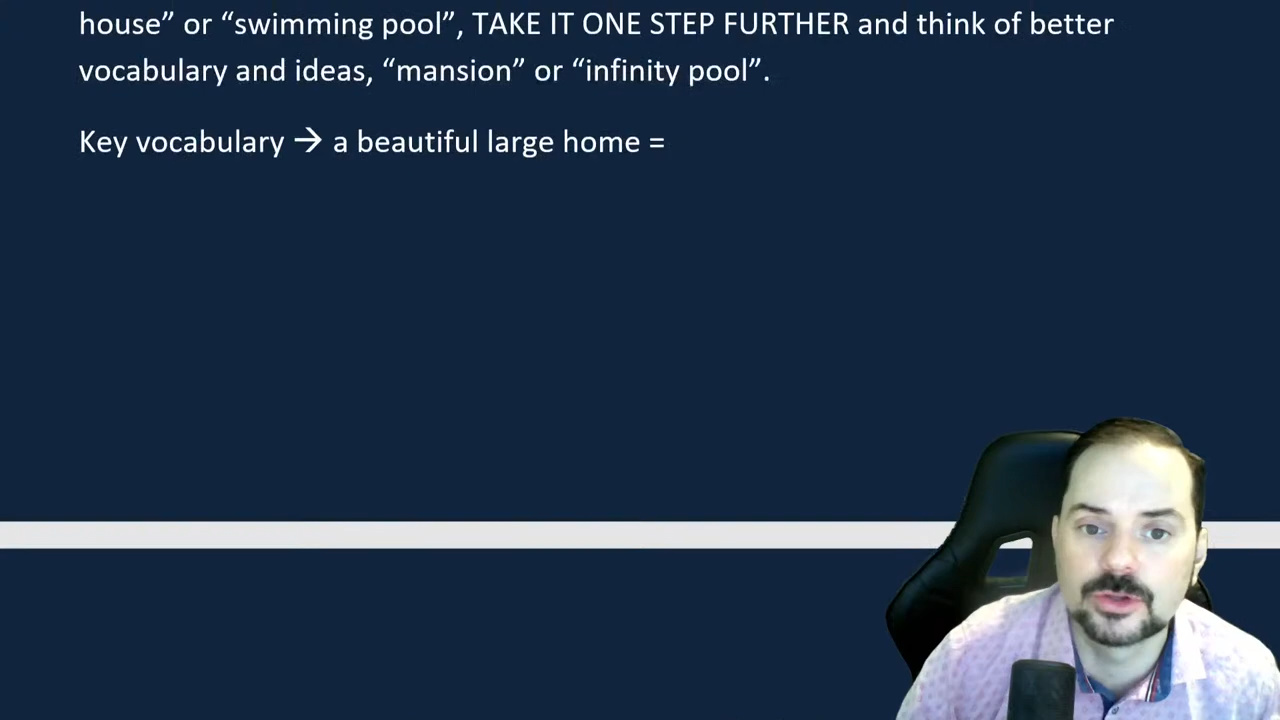 house” or “swimming pool”, TAKE IT ONE STEP FURTHER and think of better
vocabulary and ideas, “mansion” or “infinity pool”.
Key vocabulary → a beautiful large home =